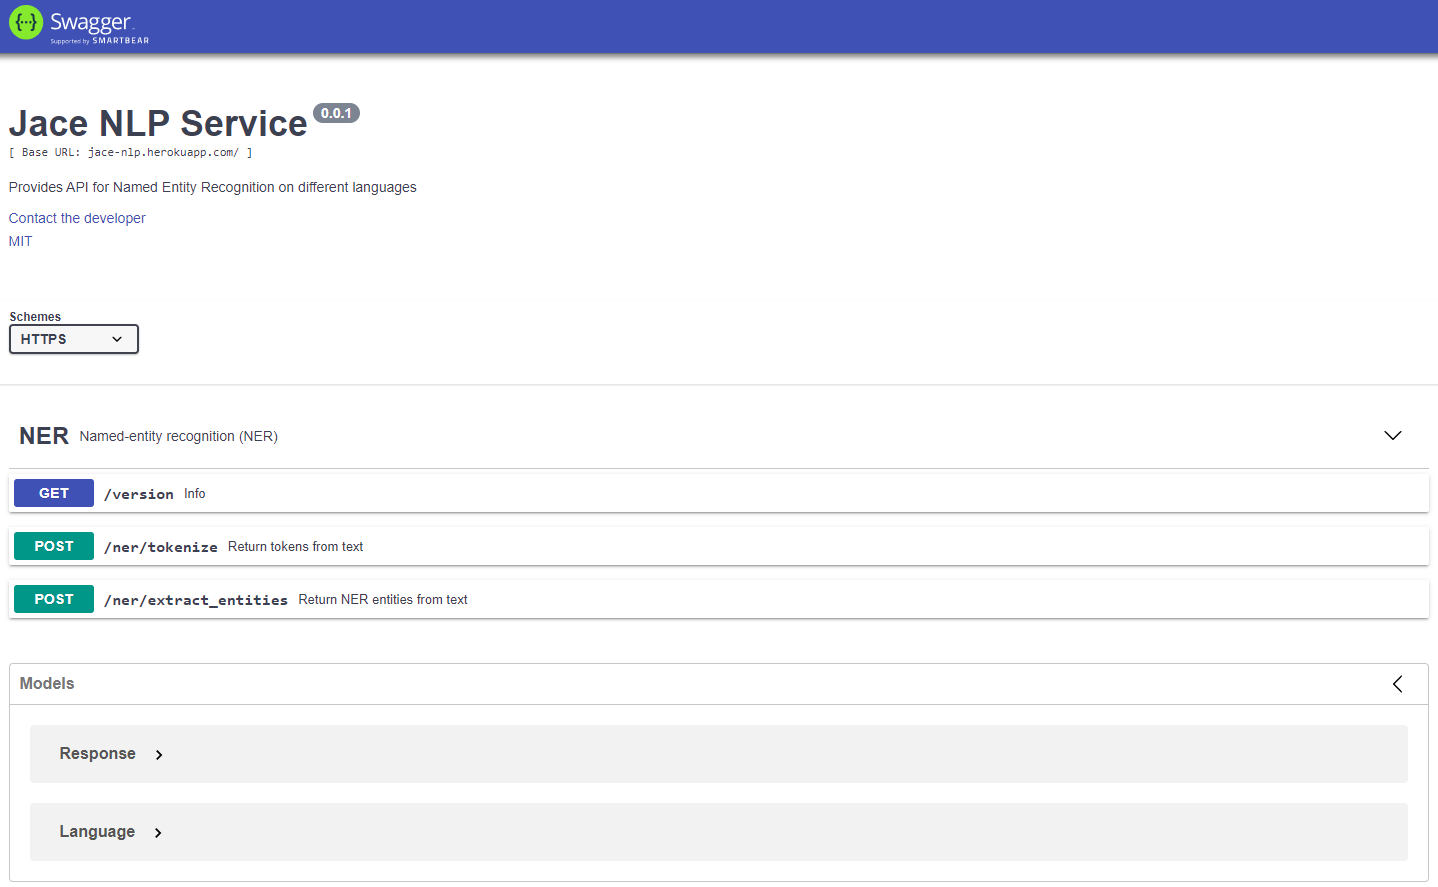 Swagger.
Supported by SMARTBEAR
Jace NLP Service 0.0.1
[ Base URL: jace-nlp.herokuapp.com/ ]
Provides API for Named Entity Recognition on different languages
Contact the developer
MIT
Schemes
HTTPS
NER Named-entity recognition (NER)
GET /version Info
POST /ner/tokenize Return tokens from text
POST /ner/extract_entities Return NER entities from text
Models
Response
Language